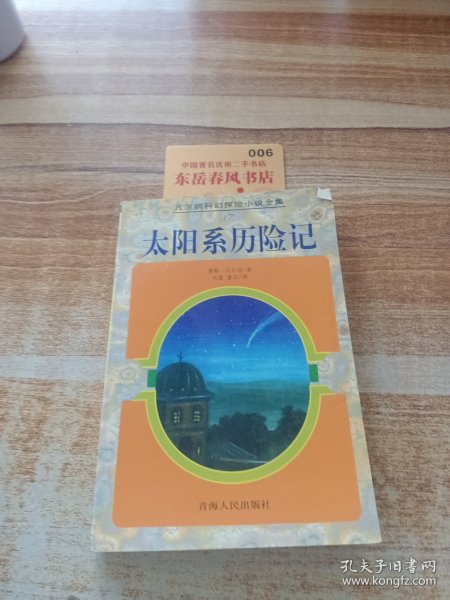 006
中国著名优质二手书店
东岳春风书店
凡尔纳科幻探险小说全集
太阳系历险记
青海人民出版社
孔夫子旧书网
www.kongfz.com